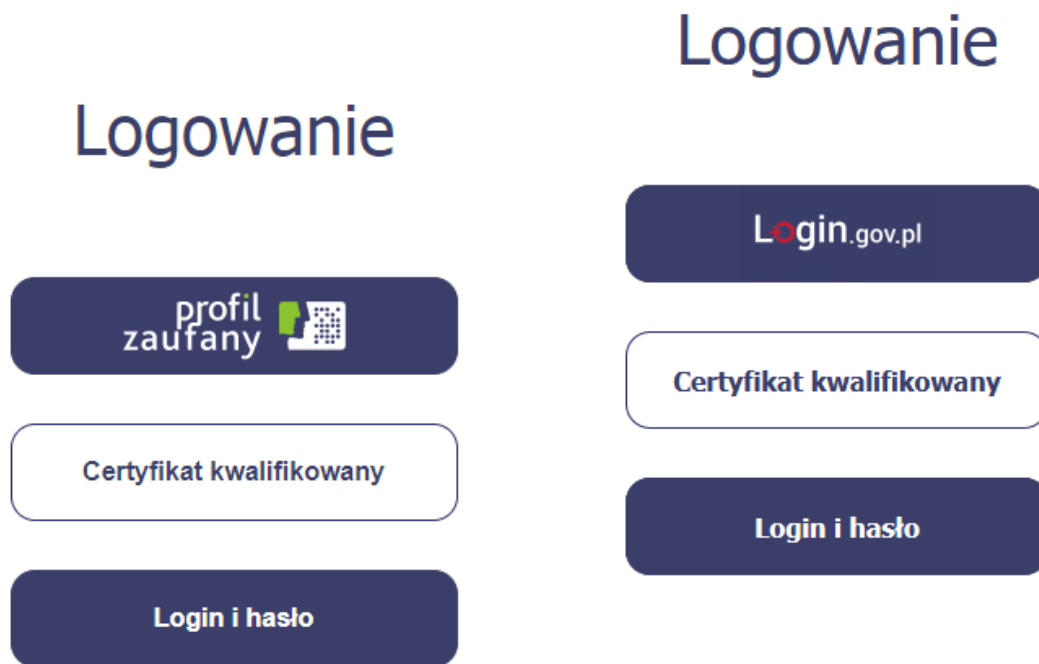 Logowanie
profil
zaufany
Certyfikat kwalifikowany
Login i hasło
Logowanie
Login.gov.pl
Certyfikat kwalifikowany
Login i hasło